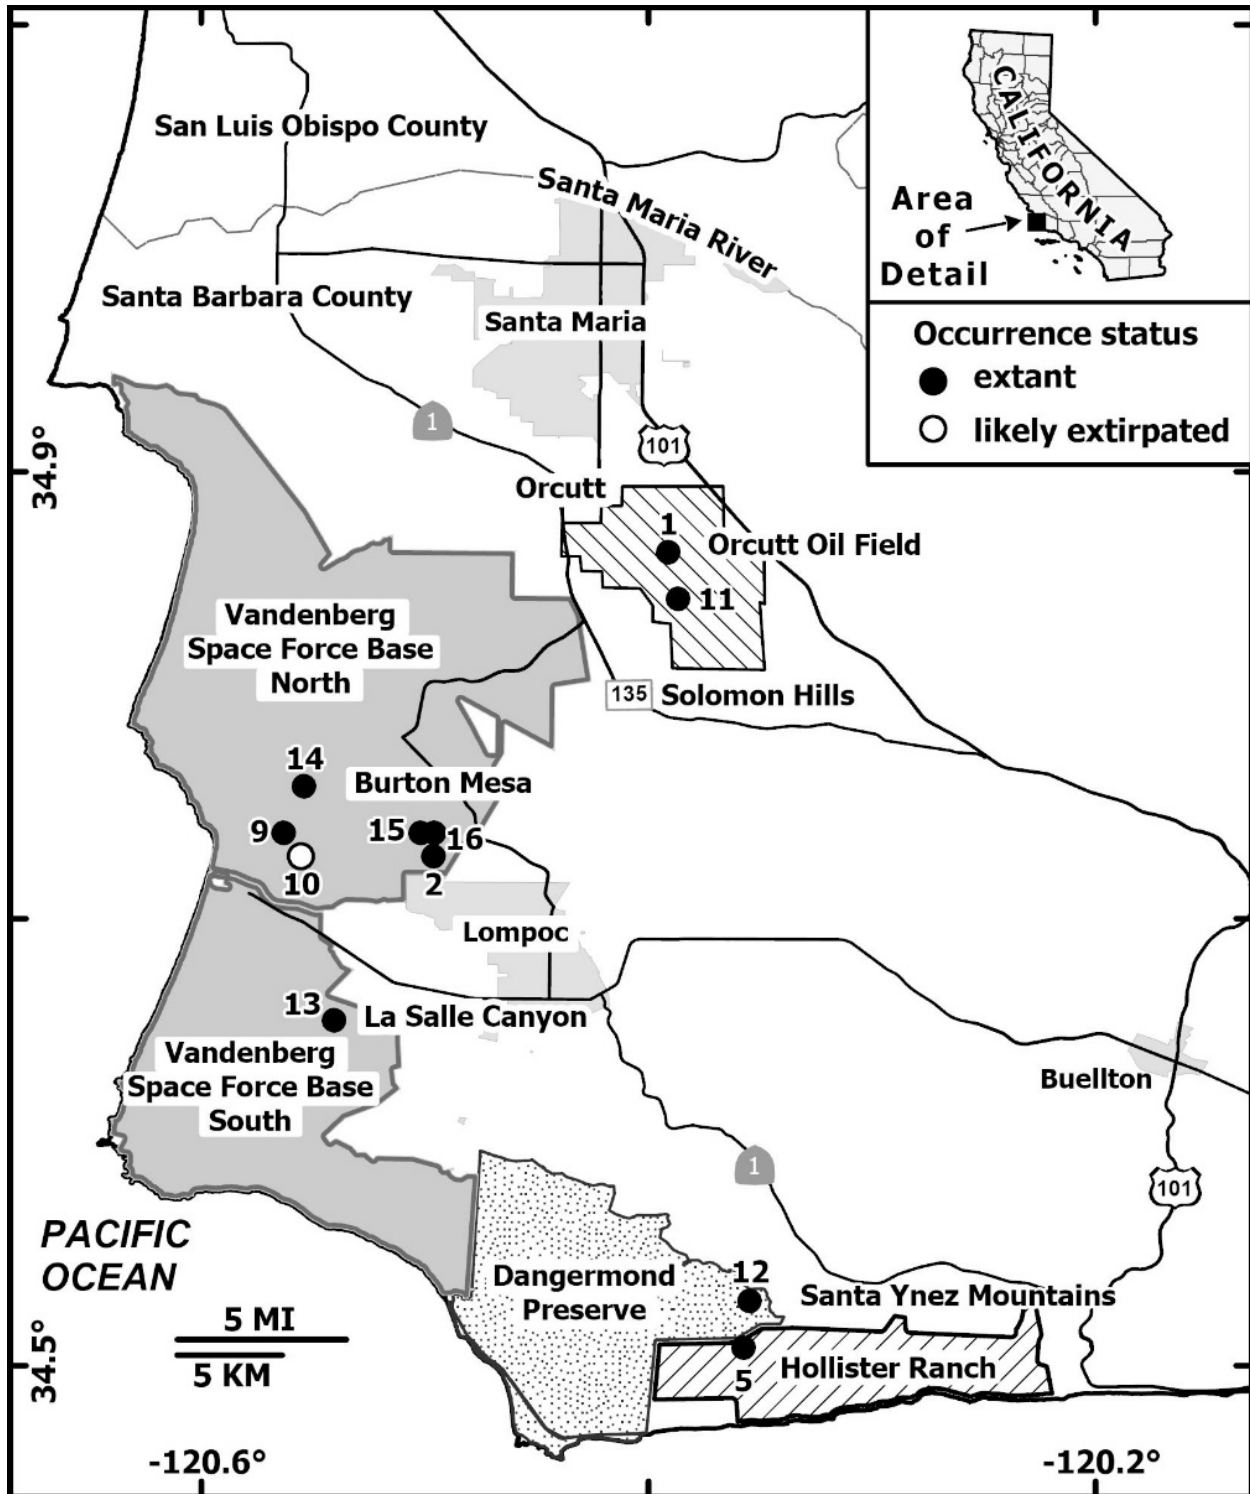 San Luis Obispo County
Santa Maria River
Santa Barbara County
Santa Maria
1
101
Orcutt
1
Orcutt Oil Field
11
Vandenberg
Space Force Base
North
135
Solomon Hills
14
Burton Mesa
9
15
16
10
2
Lompoc
13
La Salle Canyon
Vandenberg
Space Force Base
South
Buellton
1
101
PACIFIC
OCEAN
Dangermond
Preserve
12
Santa Ynez Mountains
5
Hollister Ranch
5 MI
5 KM
34.9°
34.5°
-120.6°
-120.2°
CALIFORNIA
Area
of
Detail
Occurrence status
extant
likely extirpated